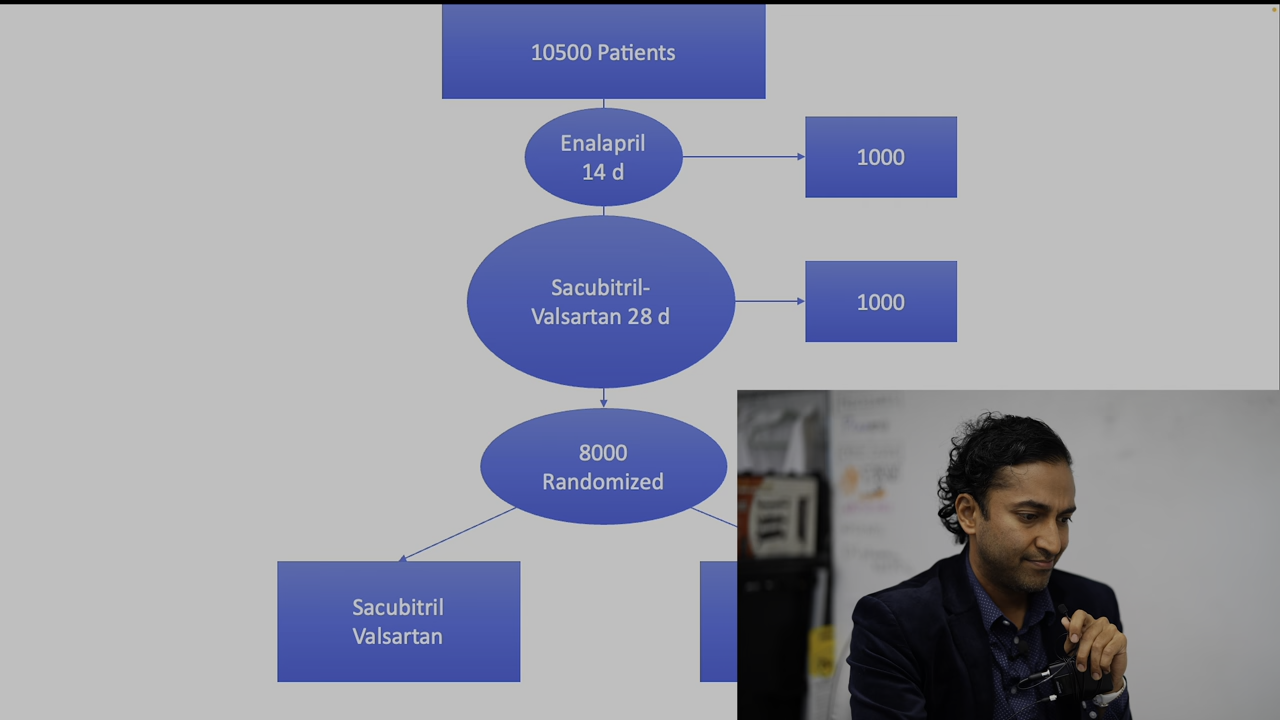 10500 Patients
Enalapril
14 d
1000
Sacubitril-
Valsartan 28 d
1000
8000
Randomized
Sacubitril
Valsartan